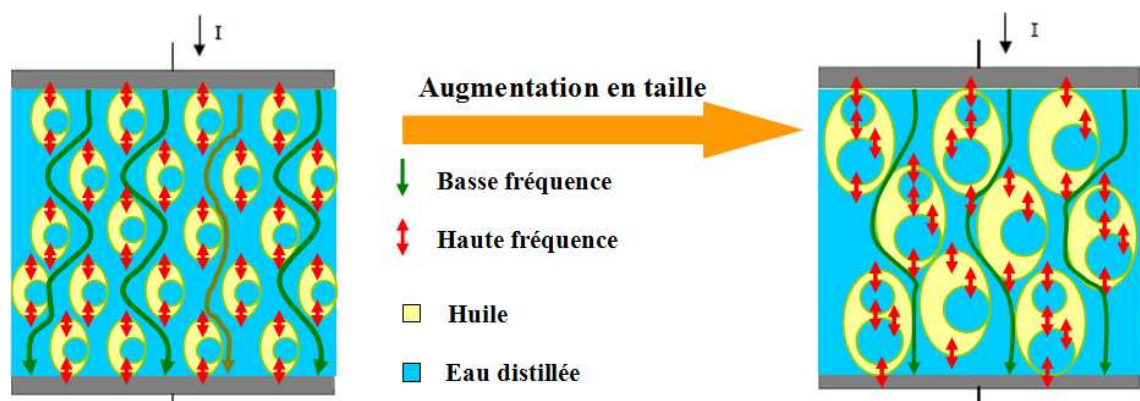 I
Augmentation en taille
Basse fréquence
Haute fréquence
Huile
Eau distillée
I